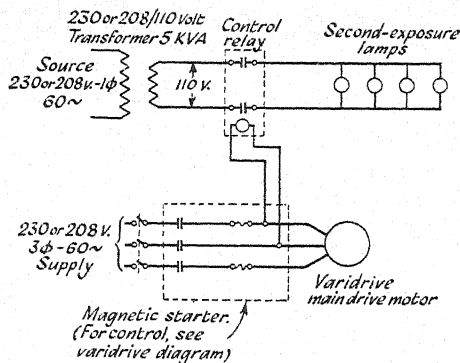 230 or 208/110 Volt
Transformer 5 KVA
Control
relay
Second-exposure
lamps
Source
230 or 208 v.-1ϕ
60~
110 v.
230 or 208 V.
3ϕ-60~
Supply
Varidrive
main drive motor
Magnetic starter.
(For control, see
varidrive diagram)